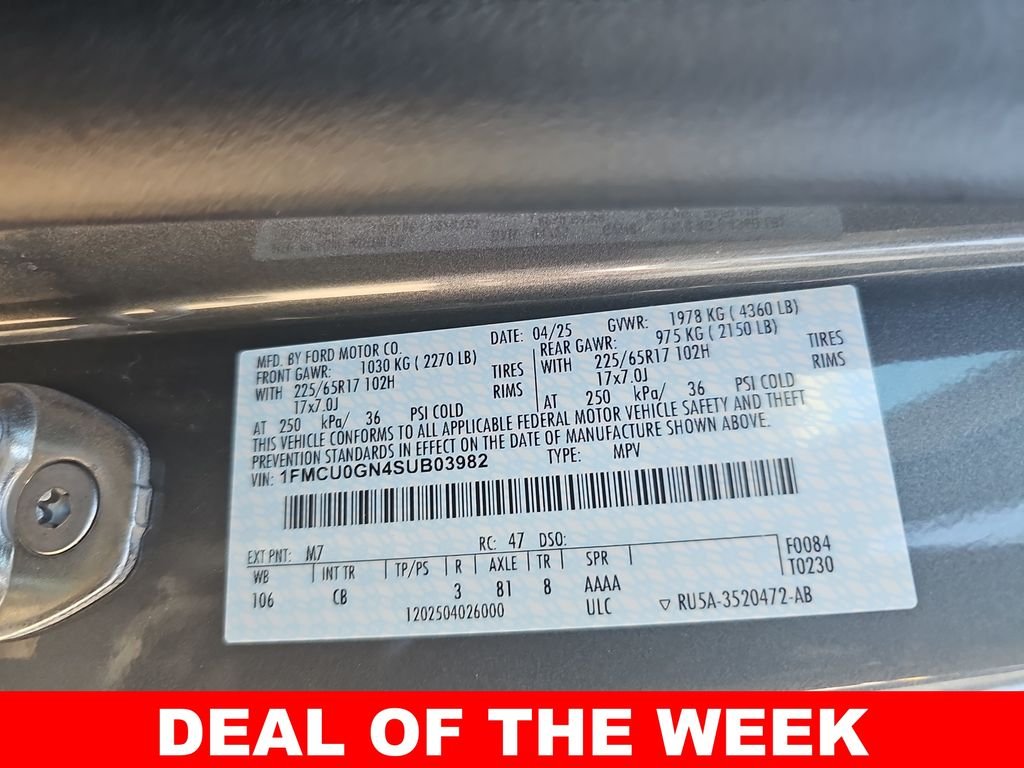 MFD. BY FORD MOTOR CO. DATE: 04/25 GVWR: 1978 KG ( 4360 LB)
FRONT GAWR: 1030 KG ( 2270 LB) REAR GAWR: 975 KG ( 2150 LB)
WITH 225/65R17 102H TIRES WITH 225/65R17 102H TIRES
17x7.0J RIMS 17x7.0J RIMS
AT 250 kPa/ 36 PSI COLD AT 250 kPa/ 36 PSI COLD
THIS VEHICLE CONFORMS TO ALL APPLICABLE FEDERAL MOTOR VEHICLE SAFETY AND THEFT
PREVENTION STANDARDS IN EFFECT ON THE DATE OF MANUFACTURE SHOWN ABOVE.
VIN: 1FMCU0GN4SUB03982 TYPE: MPV
EXT PNT: M7 RC: 47 DSO: F0084
WB INT TR TP/PS R AXLE TR SPR T0230
106 CB 3 81 8 AAAA
1202504026000 ULC ▽ RU5A-3520472-AB
DEAL OF THE WEEK